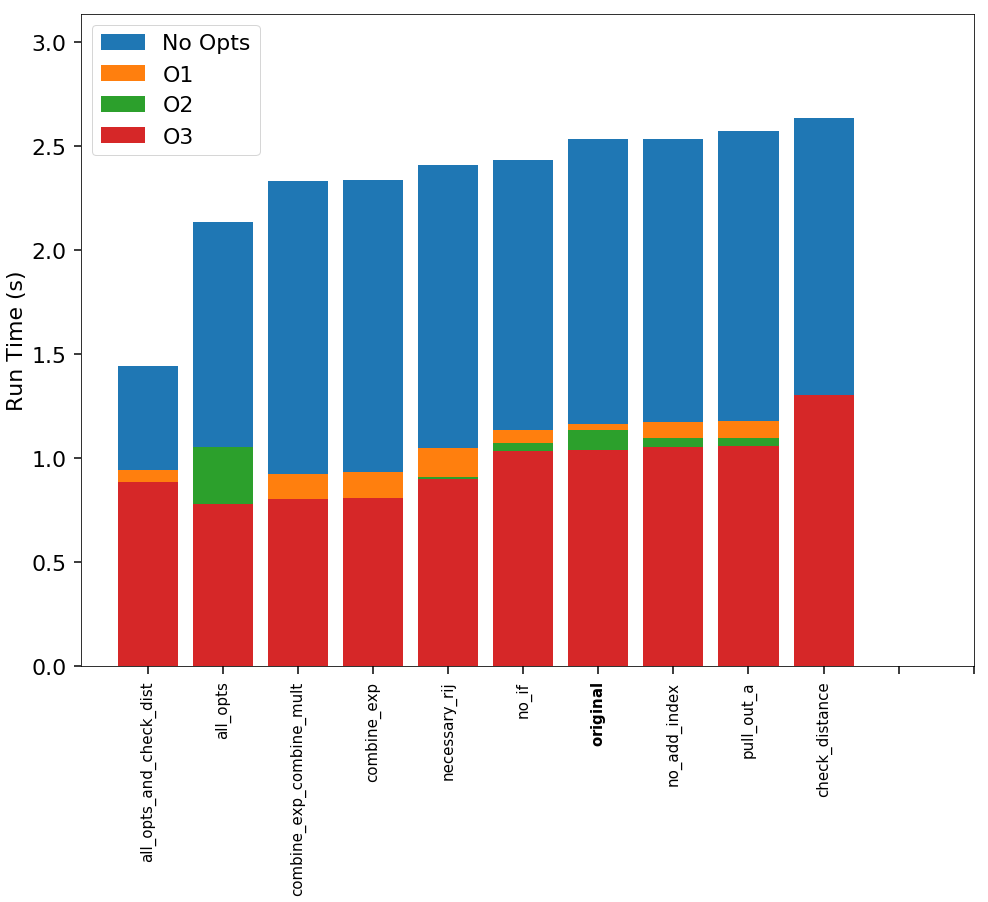 No Opts
O1
O2
O3
Run Time (s)
3.0
2.5
2.0
1.5
1.0
0.5
0.0
all_opts_and_check_dist
all_opts
combine_exp_combine_mult
combine_exp
necessary_rij
no_if
original
no_add_index
pull_out_a
check_distance